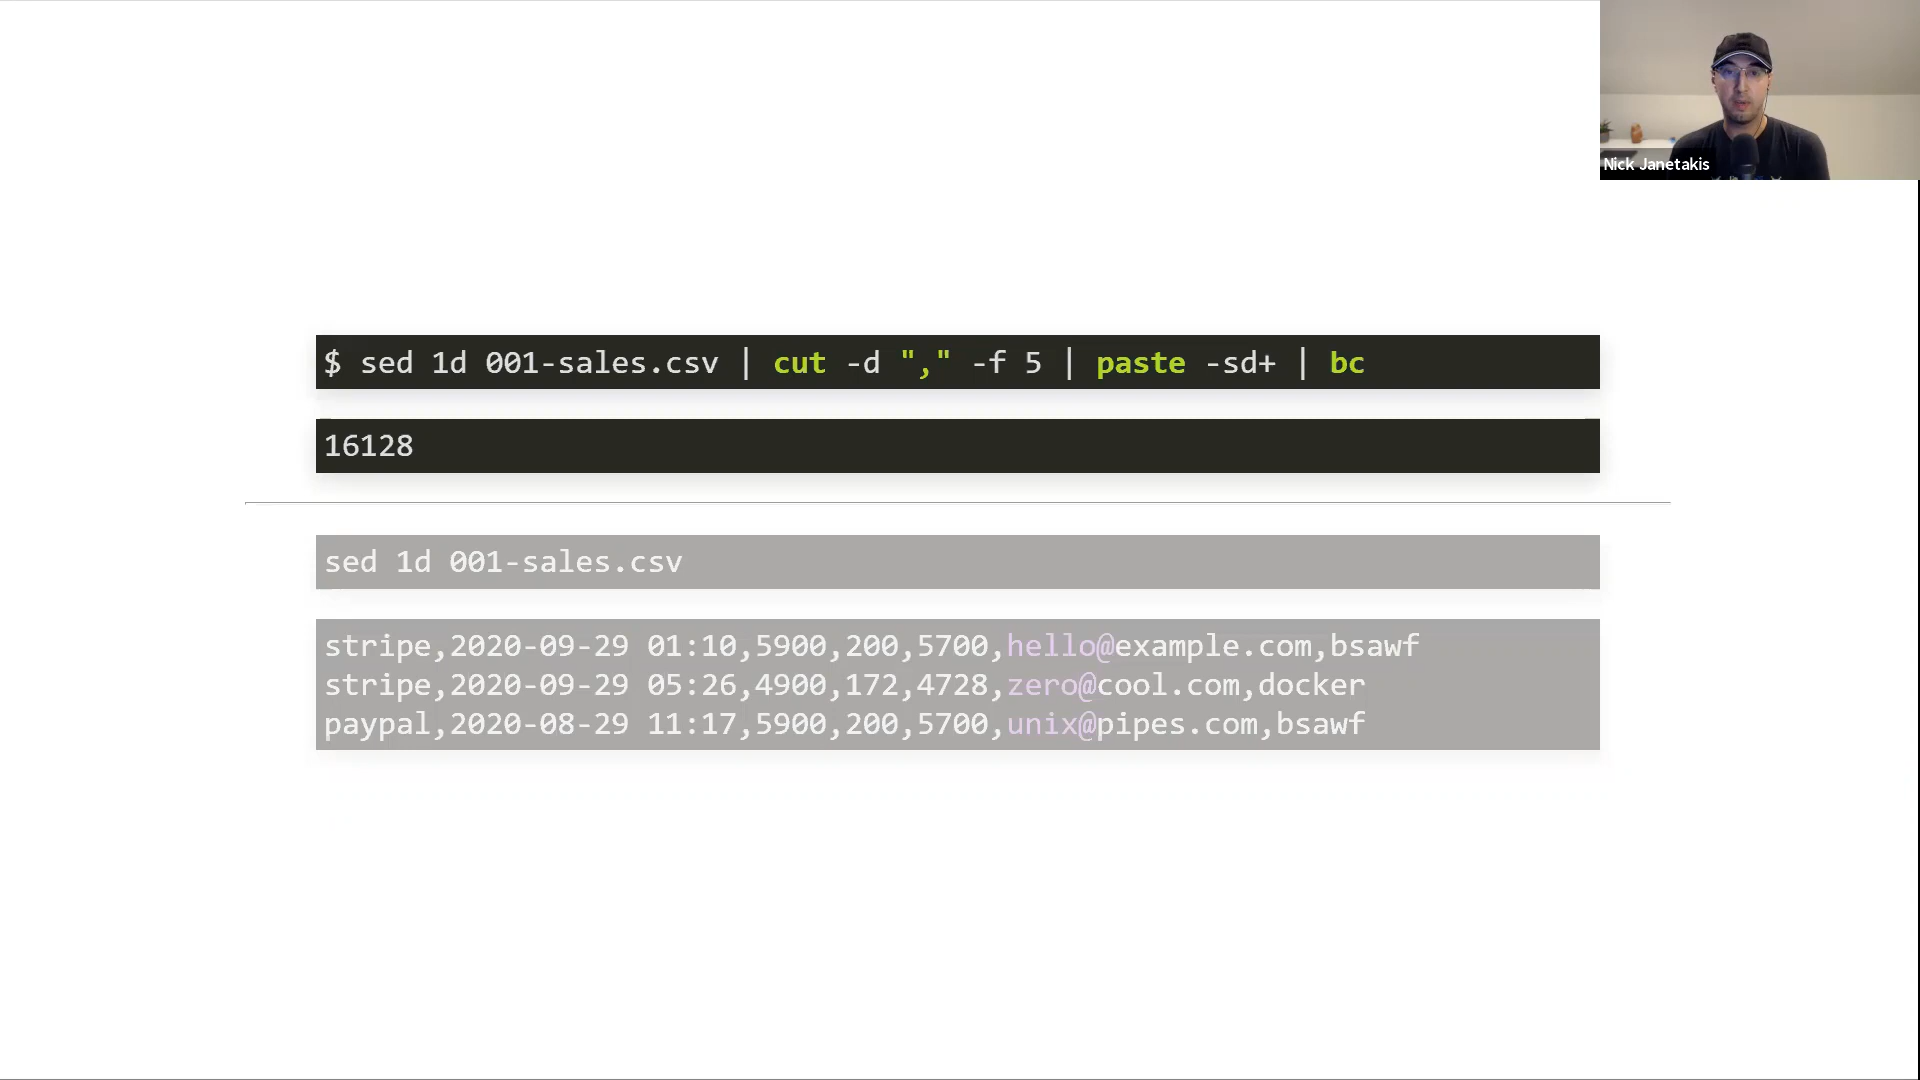 Nick Janetakis
$ sed 1d 001-sales.csv | cut -d "," -f 5 | paste -sd+ | bc
16128
sed 1d 001-sales.csv
stripe,2020-09-29 01:10,5900,200,5700,hello@example.com,bsawf
stripe,2020-09-29 05:26,4900,172,4728,zero@cool.com,docker
paypal,2020-08-29 11:17,5900,200,5700,unix@pipes.com,bsawf